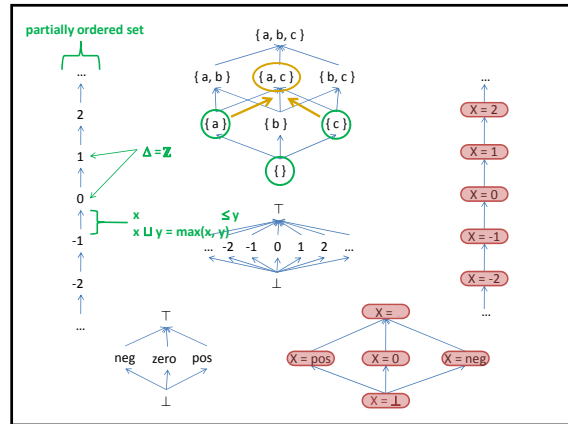 partially ordered set
...
2
1
0
-1
-2
...
Δ = ℤ
x ≤ y
x ⊔ y = max(x, y)
{ a, b, c }
{ a, b } { a, c } { b, c }
{ a } { b } { c }
{ }
⊤
... -2 -1 0 1 2 ...
⊥
⊤
neg zero pos
⊥
...
X = 2
X = 1
X = 0
X = -1
X = -2
...
X =
X = pos X = 0 X = neg
X = ⊥